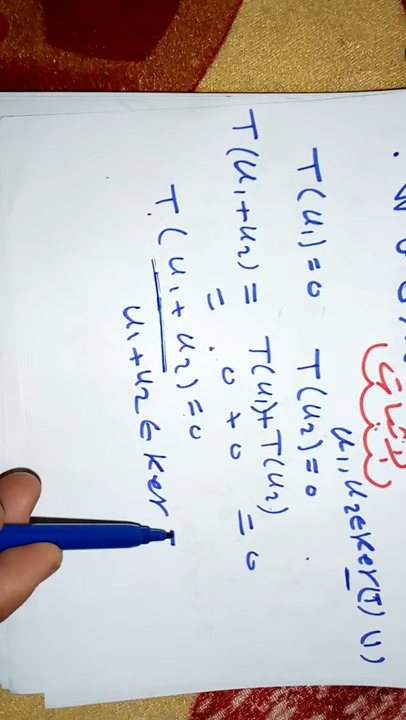 u1, u2 ∈ Ker(T) (1
T(u1) = 0 T(u2) = 0
T(u1 + u2) = T(u1) + T(u2)
= 0 + 0 = 0
T(u1 + u2) = 0
u1 + u2 ∈ Ker